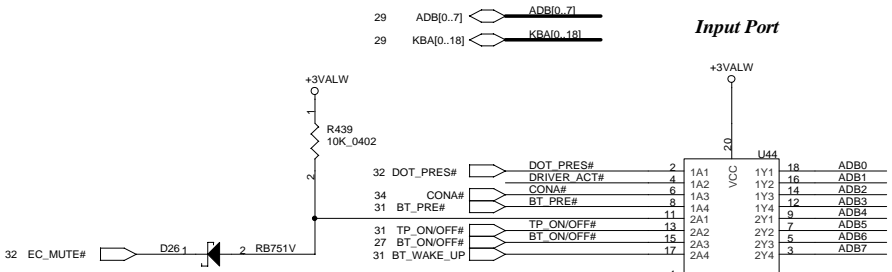 29 ADB[0..7] ADB[0..7]
29 KBA[0..18] KBA[0..18]
Input Port
+3VALW
+3VALW
1
R439
10K_0402
2
20
VCC
U44
32 DOT_PRES# DOT_PRES# 2 1A1 1Y1 18 ADB0
DRIVER_ACT# 4 1A2 1Y2 16 ADB1
34 CONA# CONA# 6 1A3 1Y3 14 ADB2
31 BT_PRE# BT_PRE# 8 1A4 1Y4 12 ADB3
11 2A1 2Y1 9 ADB4
31 TP_ON/OFF# TP_ON/OFF# 13 2A2 2Y2 7 ADB5
27 BT_ON/OFF# BT_ON/OFF# 15 2A3 2Y3 5 ADB6
31 BT_WAKE_UP 17 2A4 2Y4 3 ADB7
32 EC_MUTE# D26 1 2 RB751V